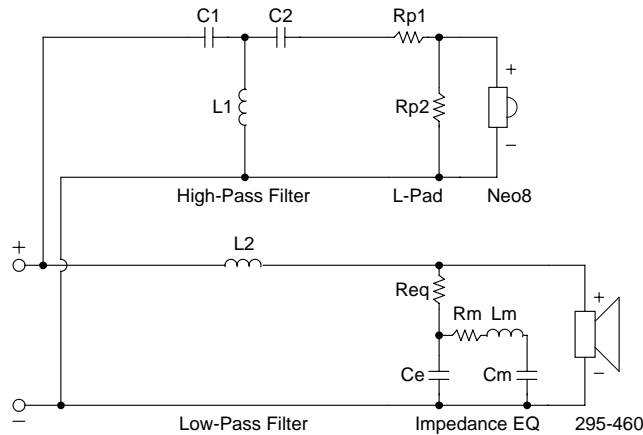 C1 C2 Rp1
+
L1 Rp2
−
High-Pass Filter L-Pad Neo8
L2
+
Req
+
Rm Lm
Ce Cm
−
−
Low-Pass Filter Impedance EQ 295-460